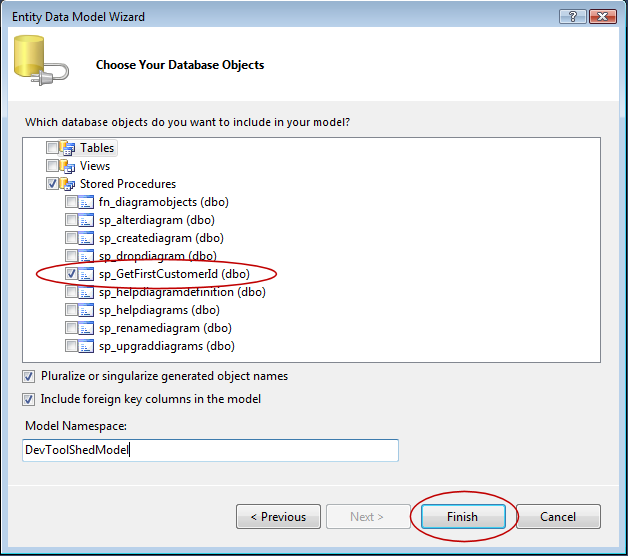 Entity Data Model Wizard
Choose Your Database Objects
Which database objects do you want to include in your model?
Tables
Views
Stored Procedures
fn_diagramobjects (dbo)
sp_alterdiagram (dbo)
sp_creatediagram (dbo)
sp_dropdiagram (dbo)
sp_GetFirstCustomerId (dbo)
sp_helpdiagramdefinition (dbo)
sp_helpdiagrams (dbo)
sp_renamediagram (dbo)
sp_upgraddiagrams (dbo)
Pluralize or singularize generated object names
Include foreign key columns in the model
Model Namespace:
DevToolShedModel
< Previous Next > Finish Cancel